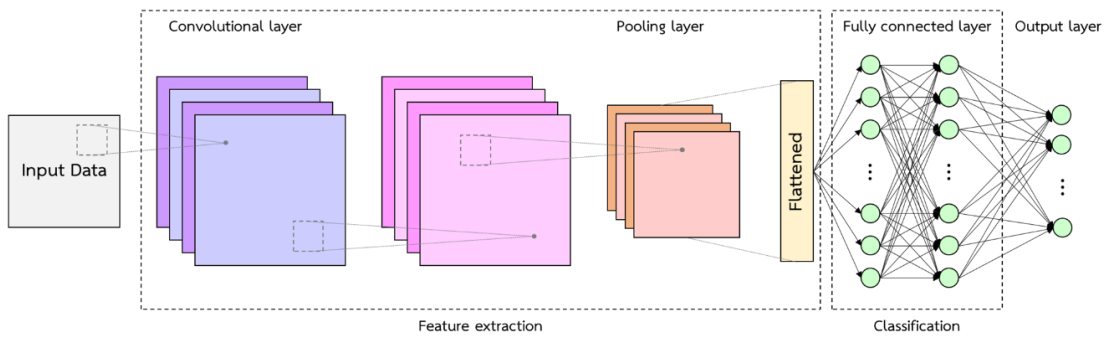 Convolutional layer
Pooling layer
Fully connected layer
Output layer
Input Data
Flattened
Feature extraction
Classification